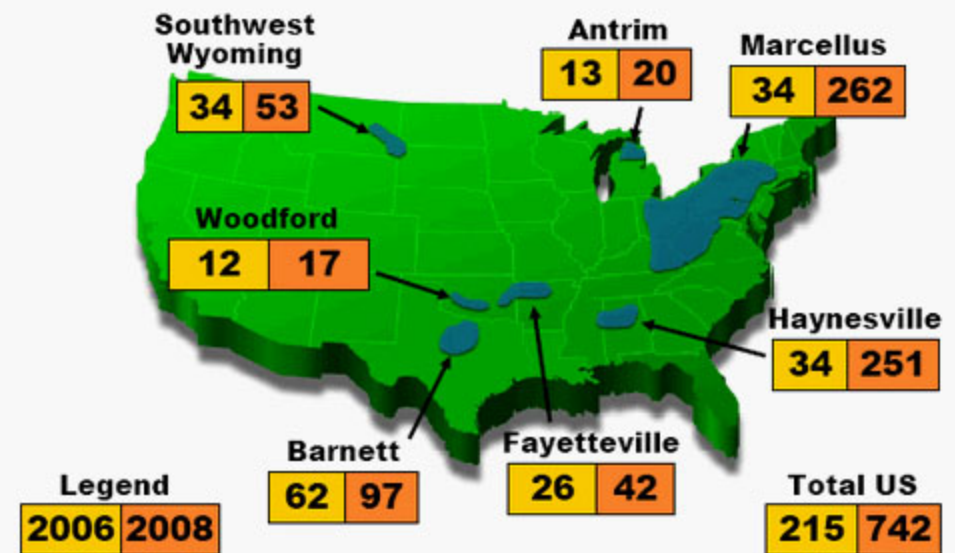 Southwest
Wyoming
34 53
Antrim
13 20
Marcellus
34 262
Woodford
12 17
Haynesville
34 251
Barnett
62 97
Fayetteville
26 42
Legend
2006 2008
Total US
215 742